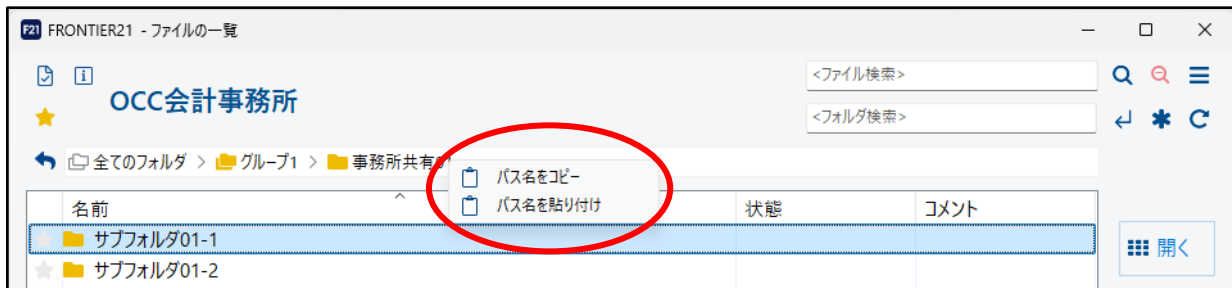 F21 FRONTIER21 - ファイルの一覧
<ファイル検索>
OCC会計事務所
<フォルダ検索>
全てのフォルダ > グループ1 > 事務所共有01
パス名をコピー
パス名を貼り付け
名前 状態 コメント
サブフォルダ01-1
開く
サブフォルダ01-2